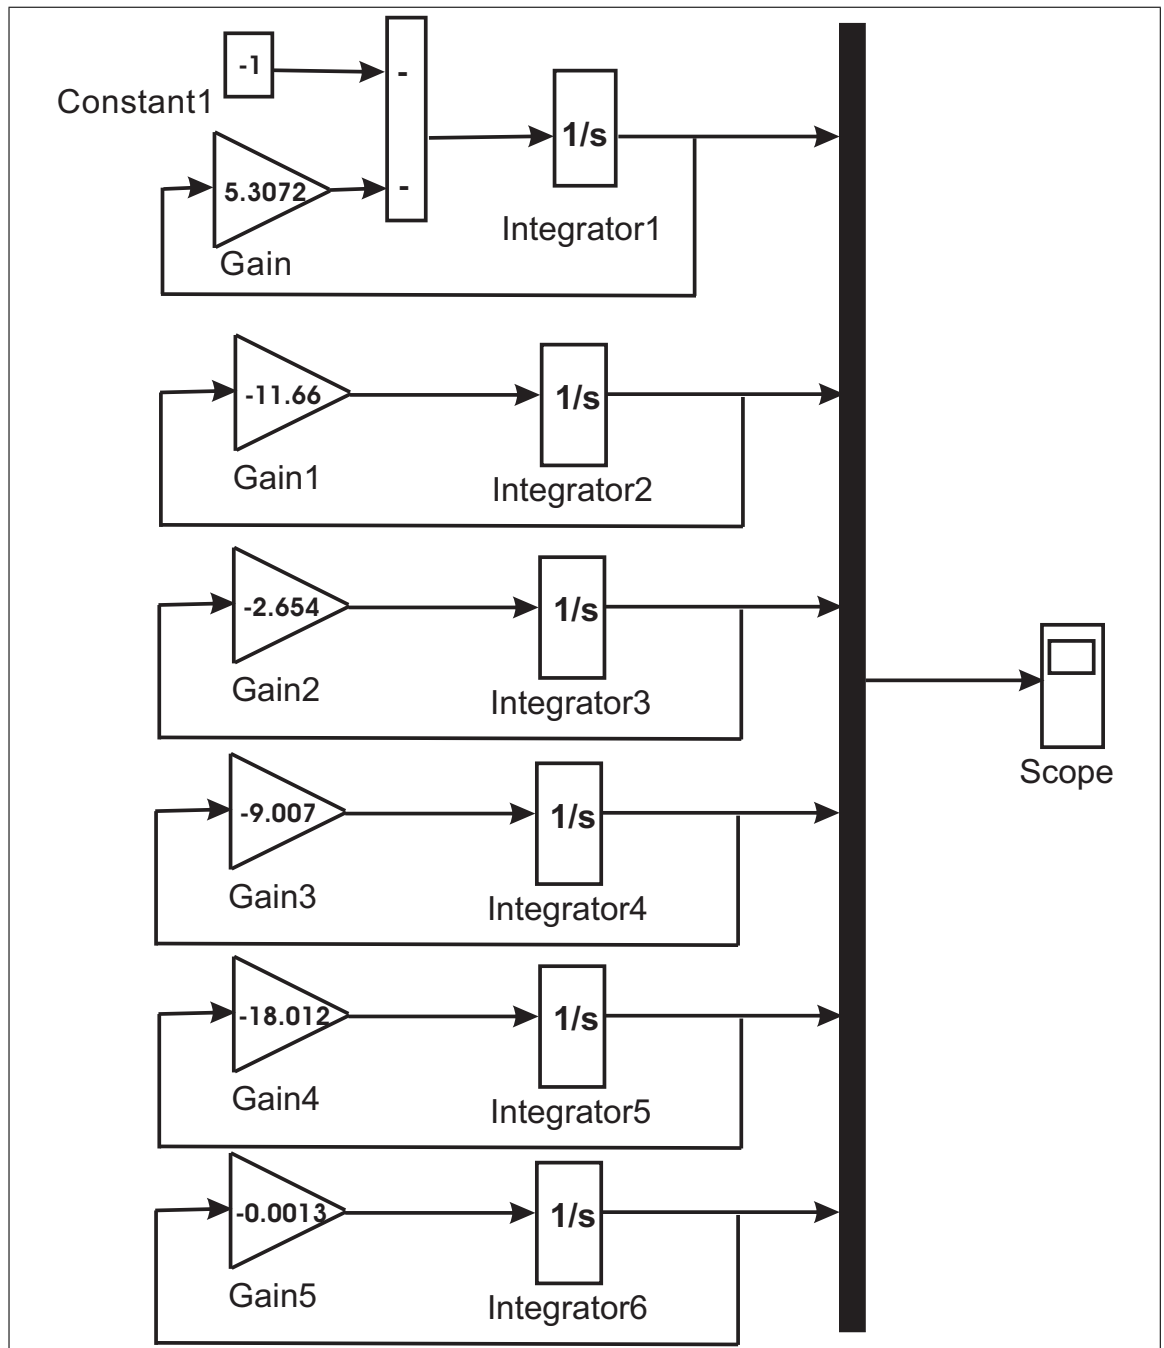 -1
-
Constant1
1/s
5.3072
-
Integrator1
Gain
-11.66
1/s
Gain1
Integrator2
-2.654
1/s
Gain2
Integrator3
Scope
-9.007
1/s
Gain3
Integrator4
-18.012
1/s
Gain4
Integrator5
-0.0013
1/s
Gain5
Integrator6